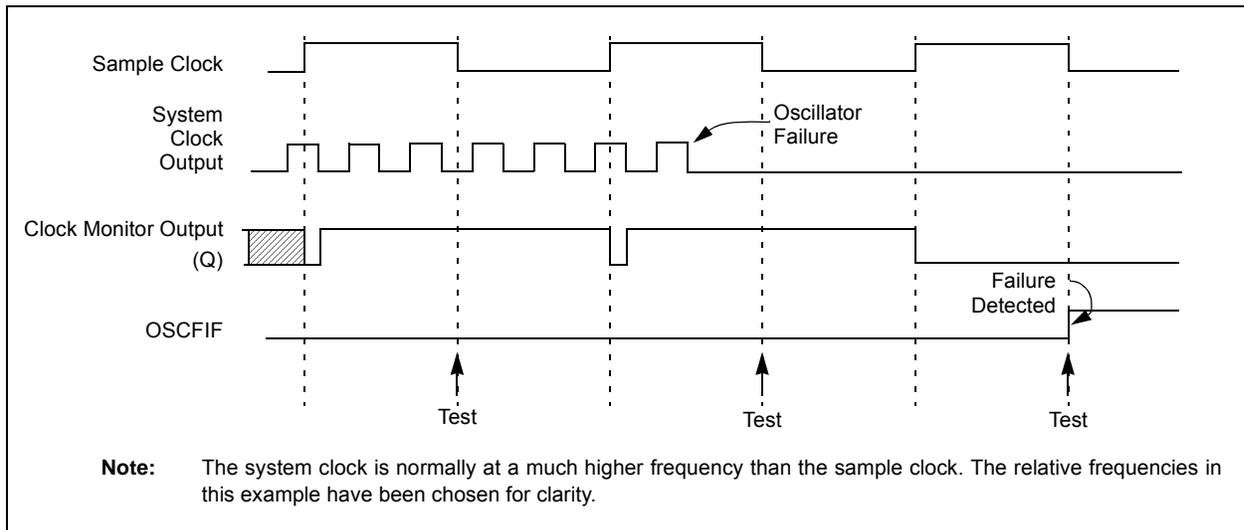 Sample Clock
System
Clock
Output
Oscillator
Failure
Clock Monitor Output
(Q)
Failure
Detected
OSCFIF
Test
Test
Test
Note: The system clock is normally at a much higher frequency than the sample clock. The relative frequencies in
this example have been chosen for clarity.